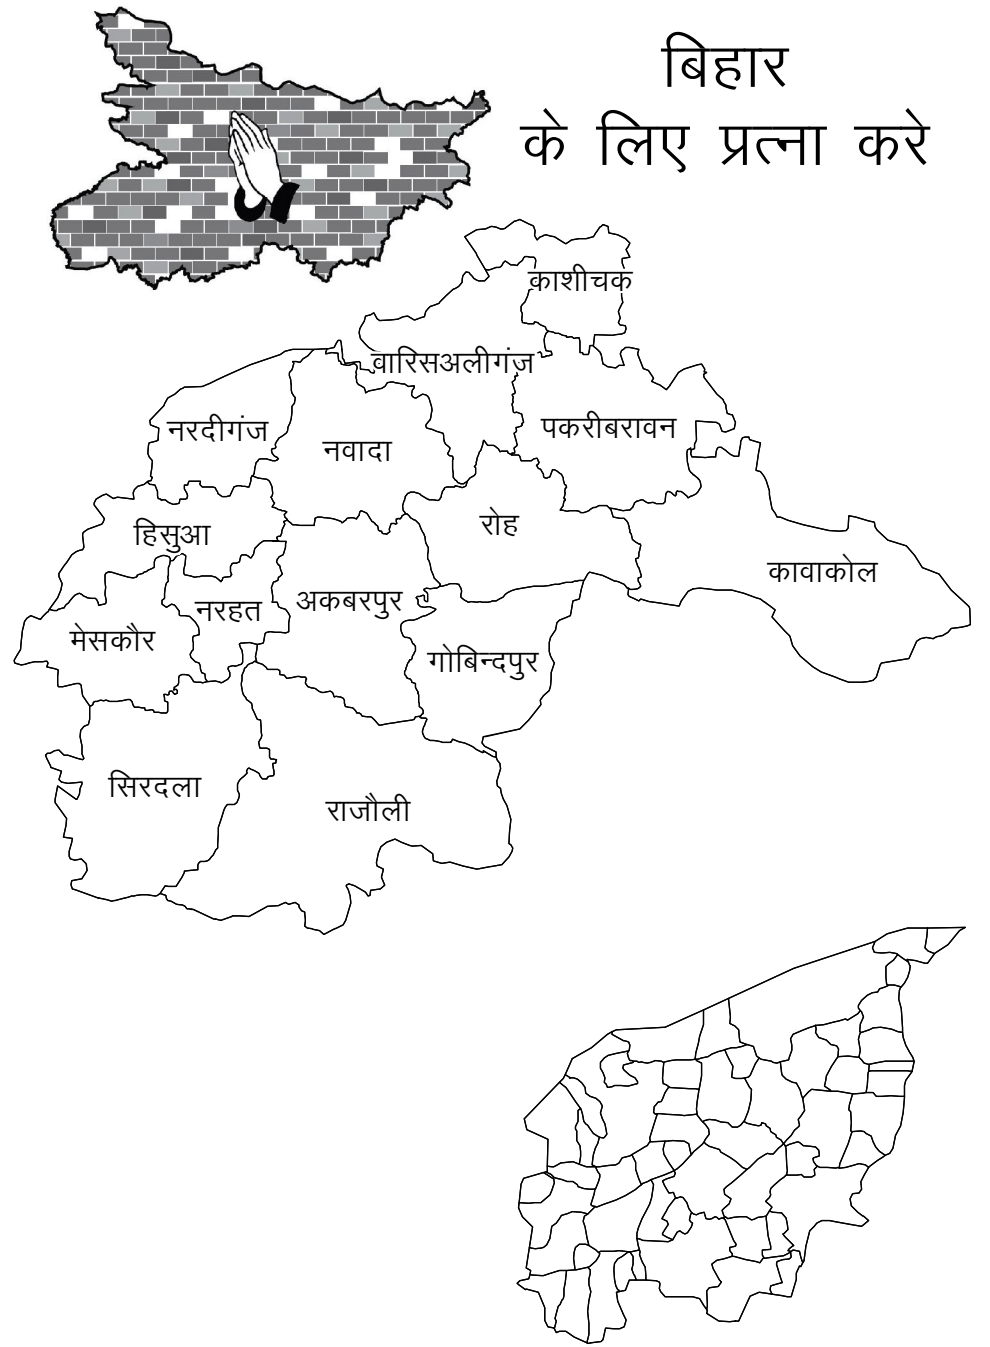 बिहार
के लिए प्रत्ना करे
काशीचक
वारिसअलीगंज
नरदीगंज
नवादा
पकरीबरावन
हिसुआ
रोह
कावाकोल
मेसकौर
नरहत
अकबरपुर
गोबिन्दपुर
सिरदला
राजौली